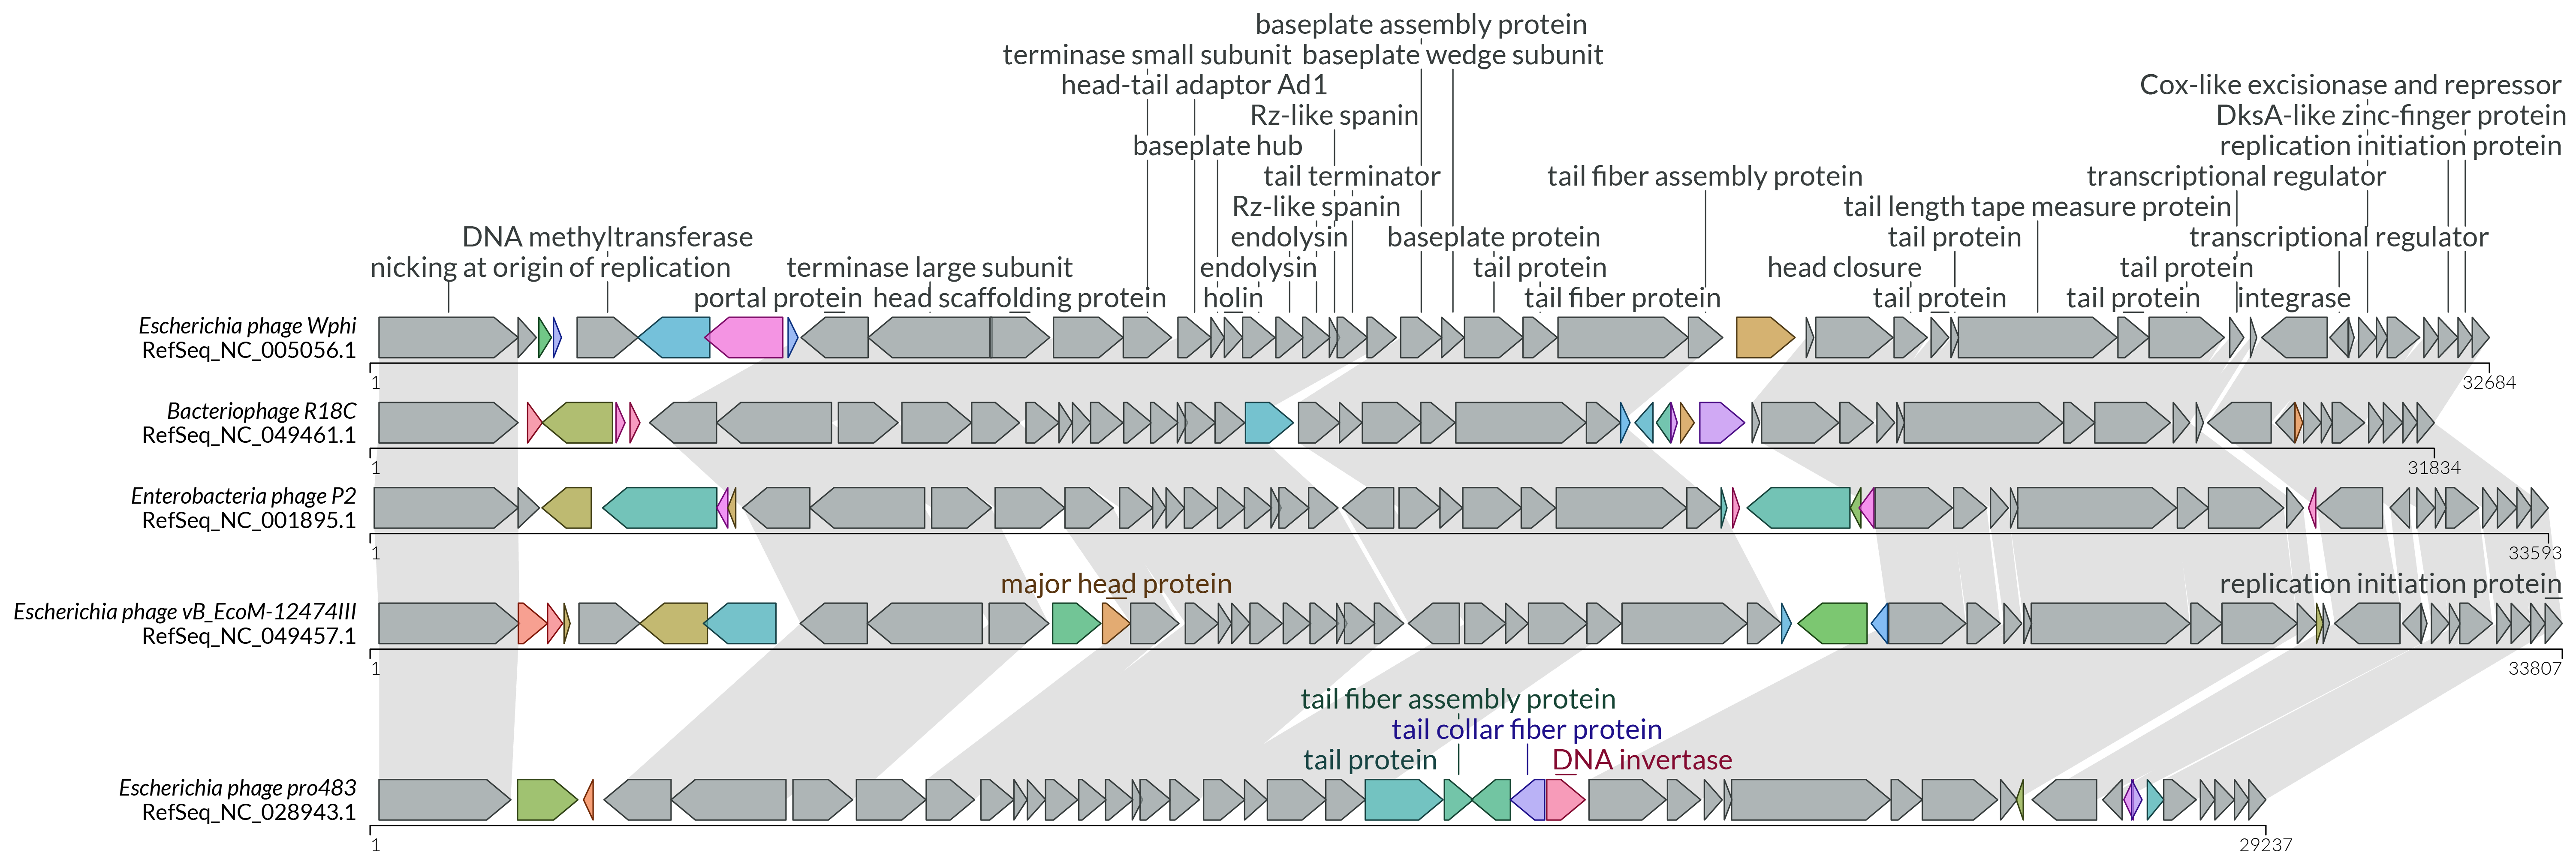 baseplate assembly protein
terminase small subunit baseplate wedge subunit
head-tail adaptor Ad1 Cox-like excisionase and repressor
Rz-like spanin DksA-like zinc-finger protein
baseplate hub replication initiation protein
tail terminator tail fiber assembly protein transcriptional regulator
Rz-like spanin tail length tape measure protein
DNA methyltransferase endolysin baseplate protein tail protein transcriptional regulator
nicking at origin of replication terminase large subunit endolysin tail protein head closure tail protein
portal protein head scaffolding protein holin tail fiber protein tail protein tail protein integrase
Escherichia phage Wphi
RefSeq_NC_005056.1
1 32684
Bacteriophage R18C
RefSeq_NC_049461.1
1 31834
Enterobacteria phage P2
RefSeq_NC_001895.1
1 33593
major head protein replication initiation protein
Escherichia phage vB_EcoM-12474III
RefSeq_NC_049457.1
1 33807
tail fiber assembly protein
tail collar fiber protein
tail protein DNA invertase
Escherichia phage pro483
RefSeq_NC_028943.1
1 29237